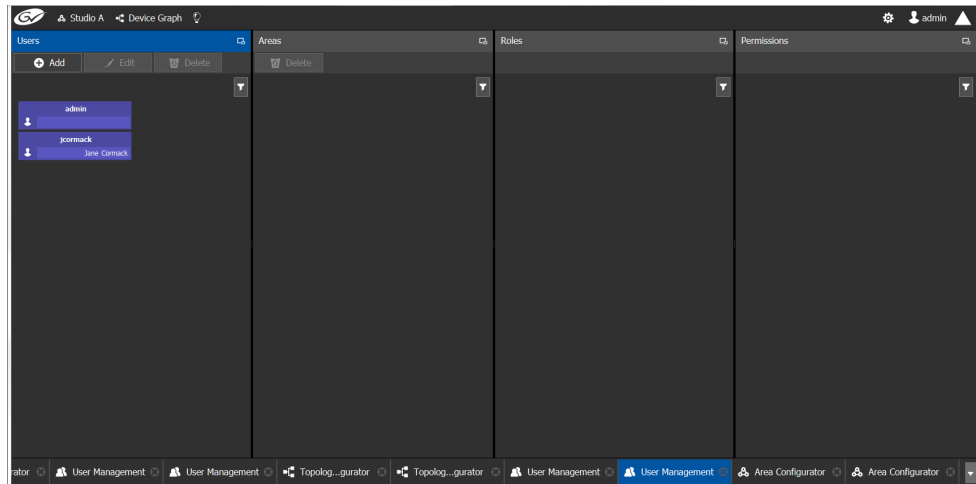 GV Studio A Device Graph admin
Users Areas Roles Permissions
Add Edit Delete Delete
admin
jcormack
Jane Cormack
rator User Management User Management Topolog...gurator Topolog...gurator User Management User Management Area Configurator Area Configurator